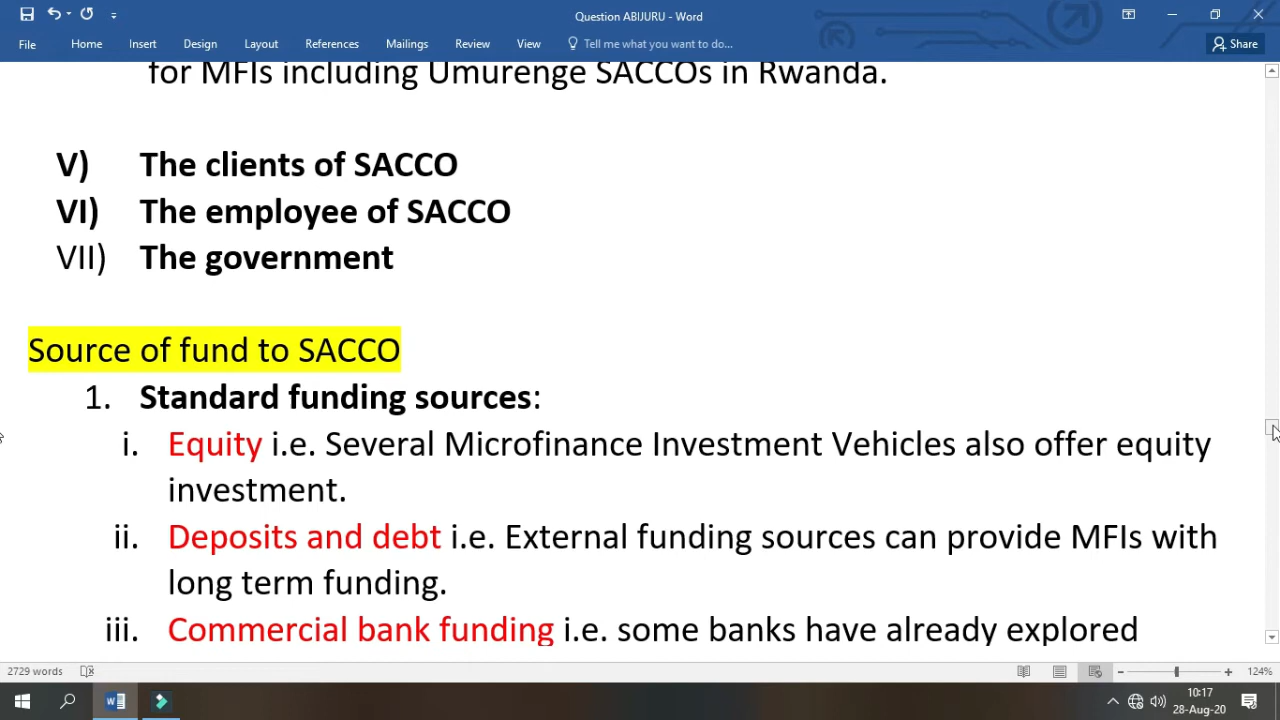 Question ABIJURU - Word
File Home Insert Design Layout References Mailings Review View Tell me what you want to do... Share
for MFIs including Umurenge SACCOs in Rwanda.
V) The clients of SACCO
VI) The employee of SACCO
VII) The government
Source of fund to SACCO
1. Standard funding sources:
i. Equity i.e. Several Microfinance Investment Vehicles also offer equity
investment.
ii. Deposits and debt i.e. External funding sources can provide MFIs with
long term funding.
iii. Commercial bank funding i.e. some banks have already explored
2729 words 124%
10:17
28-Aug-20